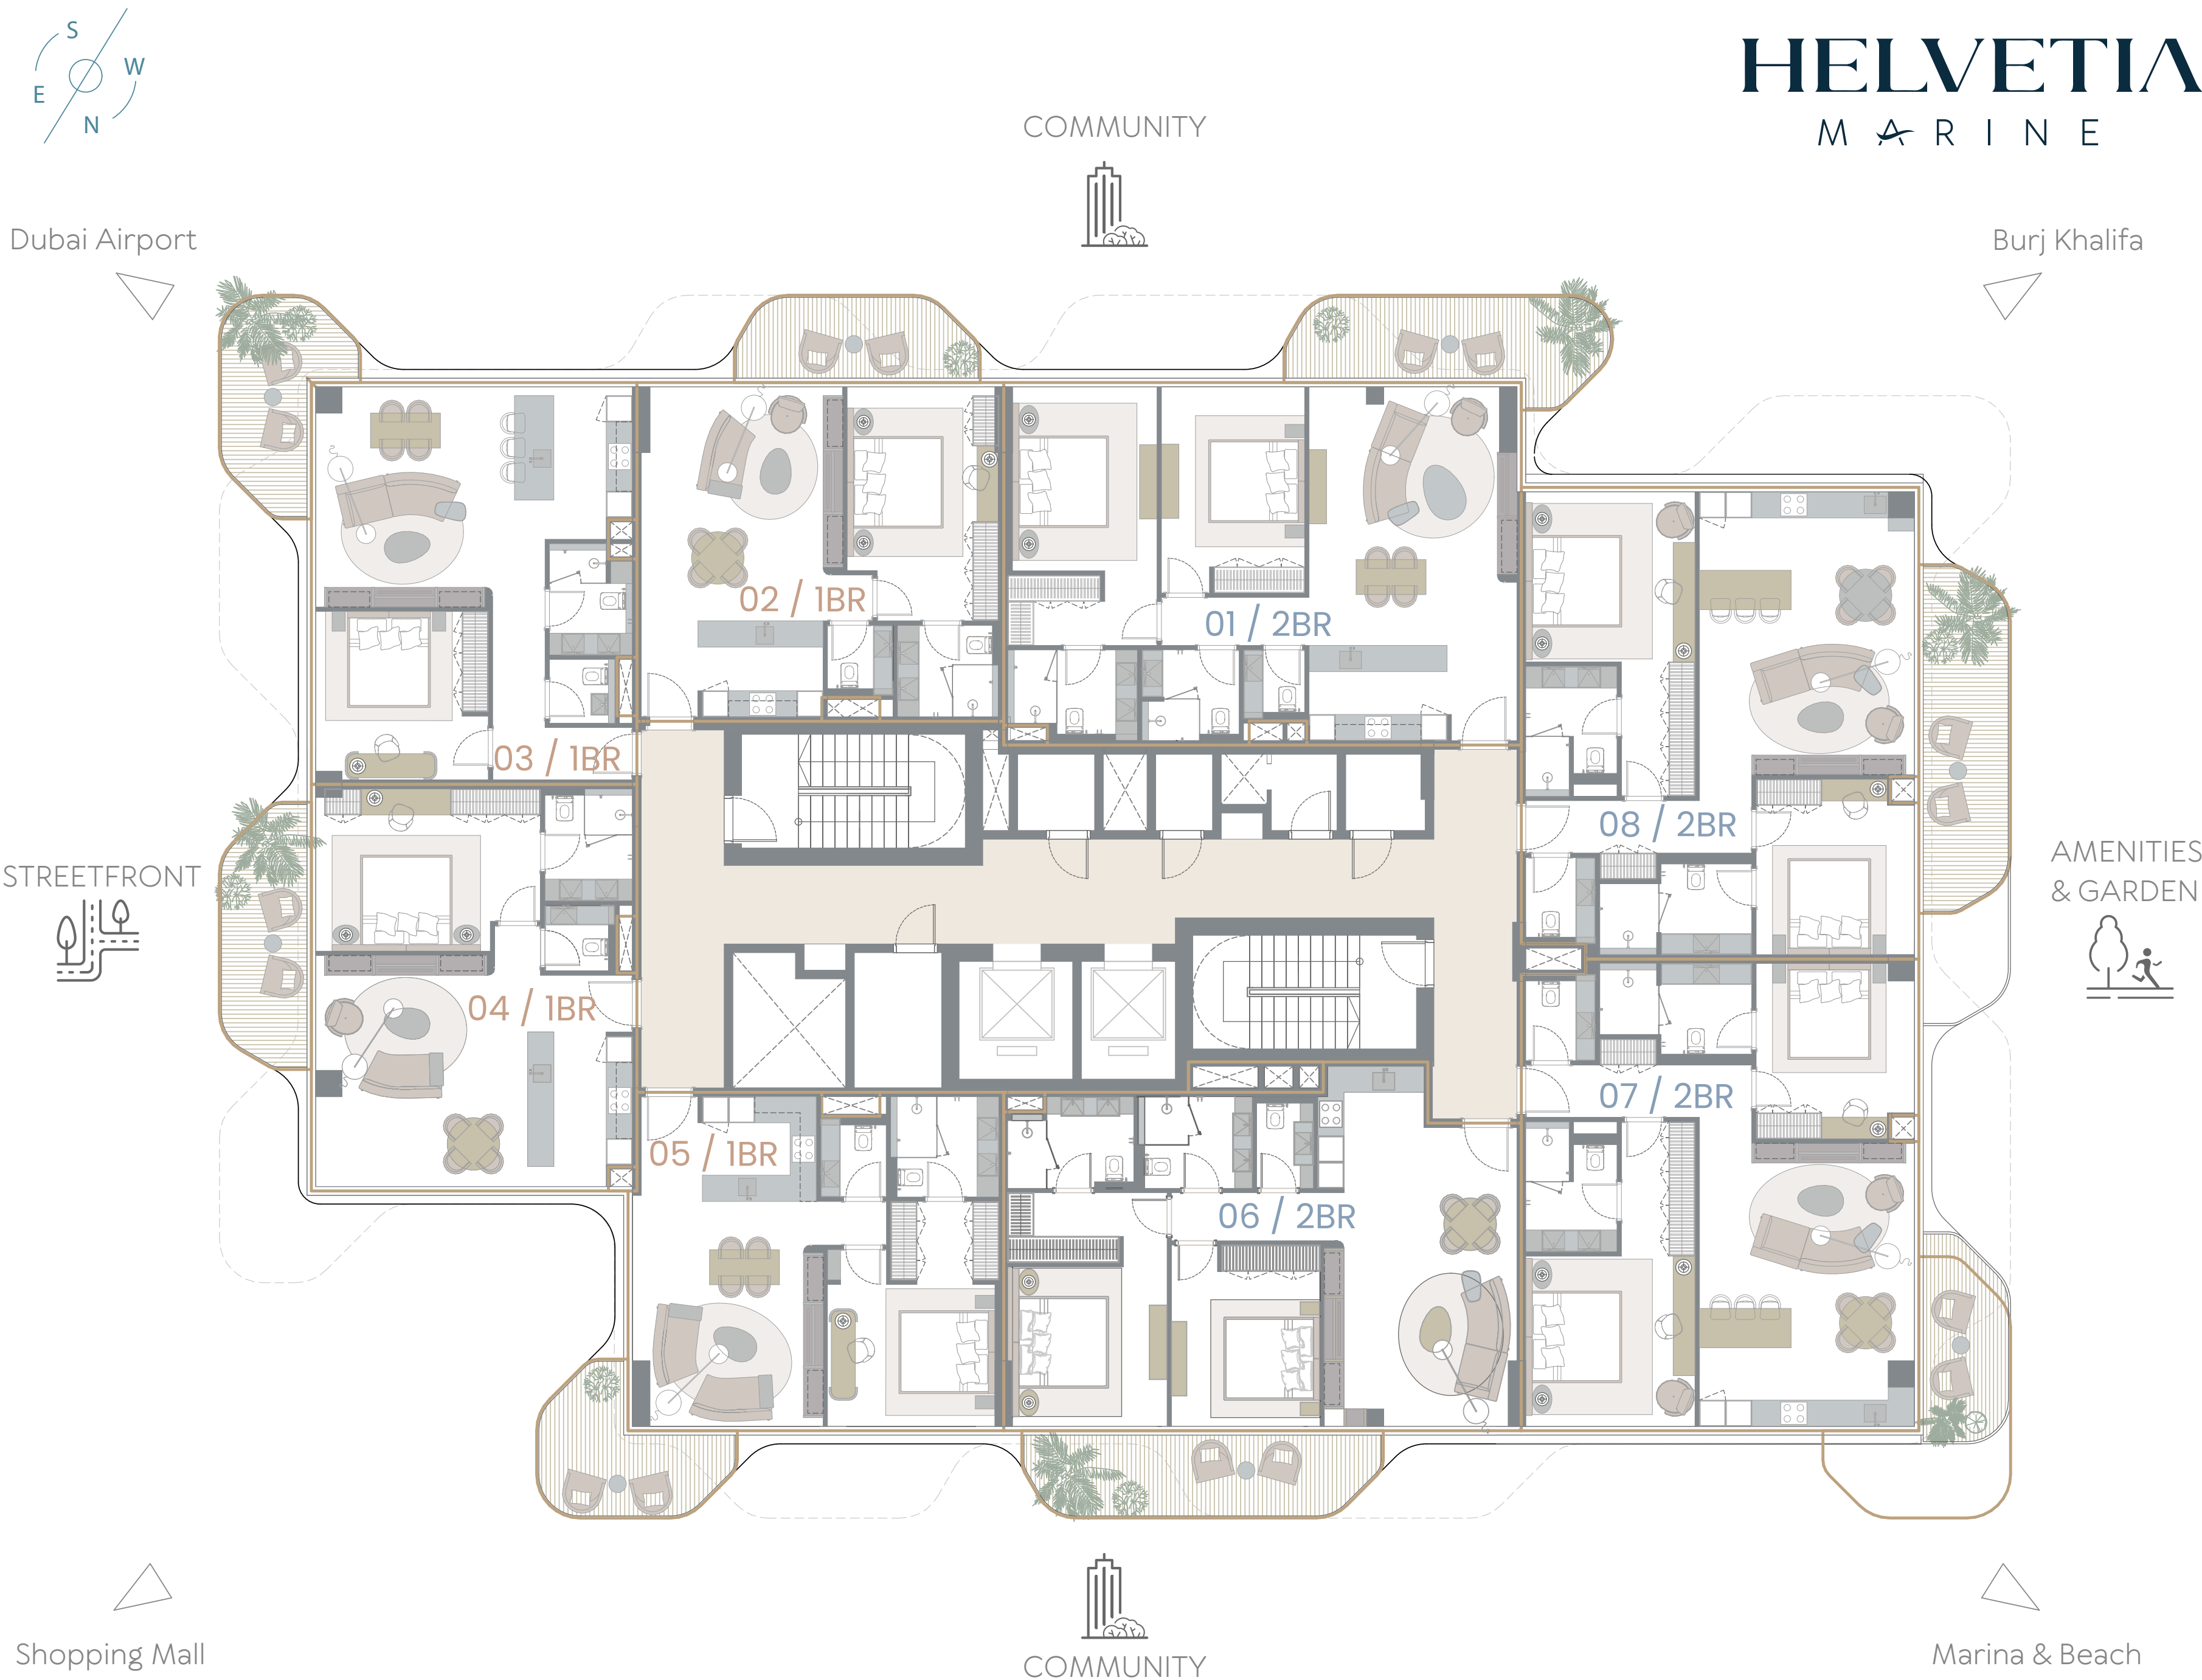 S
W
E
N
HELVETIA
MARINE
COMMUNITY
Dubai Airport
Burj Khalifa
02 / 1BR
01 / 2BR
03 / 1BR
08 / 2BR
STREETFRONT
AMENITIES
& GARDEN
04 / 1BR
07 / 2BR
05 / 1BR
06 / 2BR
Shopping Mall
COMMUNITY
Marina & Beach